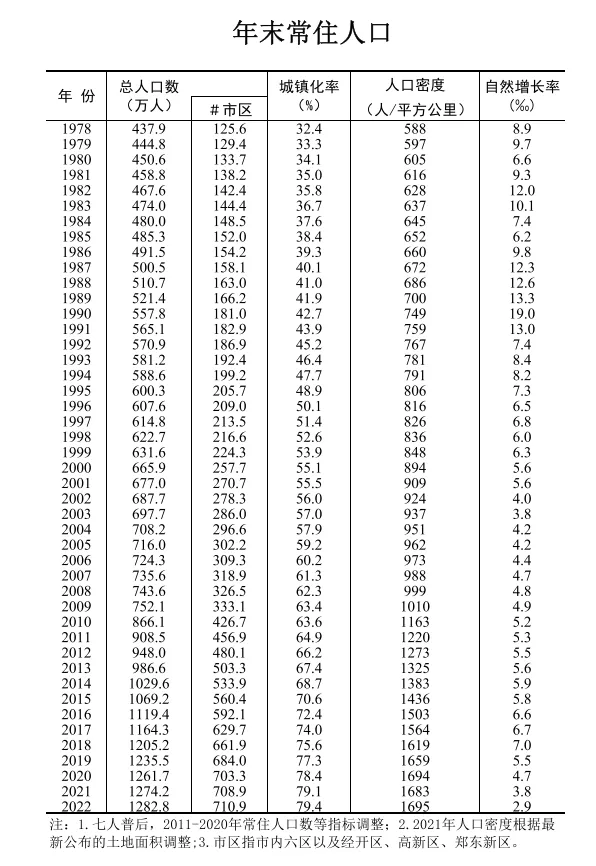 年末常住人口
年 份 总人口数 城镇化率 人口密度 自然增长率
（万人） (%) （人/平方公里） (‰)
＃市区
1978 437.9 125.6 32.4 588 8.9
1979 444.8 129.4 33.3 597 9.7
1980 450.6 133.7 34.1 605 6.6
1981 458.8 138.2 35.0 616 9.3
1982 467.6 142.4 35.8 628 12.0
1983 474.0 144.4 36.7 637 10.1
1984 480.0 148.5 37.6 645 7.4
1985 485.3 152.0 38.4 652 6.2
1986 491.5 154.2 39.3 660 9.8
1987 500.5 158.1 40.1 672 12.3
1988 510.7 163.0 41.0 686 12.6
1989 521.4 166.2 41.9 700 13.3
1990 557.8 181.0 42.7 749 19.0
1991 565.1 182.9 43.9 759 13.0
1992 570.9 186.9 45.2 767 7.4
1993 581.2 192.4 46.4 781 8.4
1994 588.6 199.2 47.7 791 8.2
1995 600.3 205.7 48.9 806 7.3
1996 607.6 209.0 50.1 816 6.5
1997 614.8 213.5 51.4 826 6.8
1998 622.7 216.6 52.6 836 6.0
1999 631.6 224.3 53.9 848 6.3
2000 665.9 257.7 55.1 894 5.6
2001 677.0 270.7 55.5 909 5.6
2002 687.7 278.3 56.0 924 4.0
2003 697.7 286.0 57.0 937 3.8
2004 708.2 296.6 57.9 951 4.2
2005 716.0 302.2 59.2 962 4.2
2006 724.3 309.3 60.2 973 4.4
2007 735.6 318.9 61.3 988 4.7
2008 743.6 326.5 62.3 999 4.8
2009 752.1 333.1 63.4 1010 4.9
2010 866.1 426.7 63.6 1163 5.2
2011 908.5 456.9 64.9 1220 5.3
2012 948.0 480.1 66.2 1273 5.5
2013 986.6 503.3 67.4 1325 5.6
2014 1029.6 533.9 68.7 1383 5.9
2015 1069.2 560.4 70.6 1436 5.8
2016 1119.4 592.1 72.4 1503 6.6
2017 1164.3 629.7 74.0 1564 6.7
2018 1205.2 661.9 75.6 1619 7.0
2019 1235.5 684.0 77.3 1659 5.5
2020 1261.7 703.3 78.4 1694 4.7
2021 1274.2 708.9 79.1 1683 3.8
2022 1282.8 710.9 79.4 1695 2.9
注：1.七人普后，2011-2020年常住人口数等指标调整；2.2021年人口密度根据最
新公布的土地面积调整;3.市区指市内六区以及经开区、高新区、郑东新区。